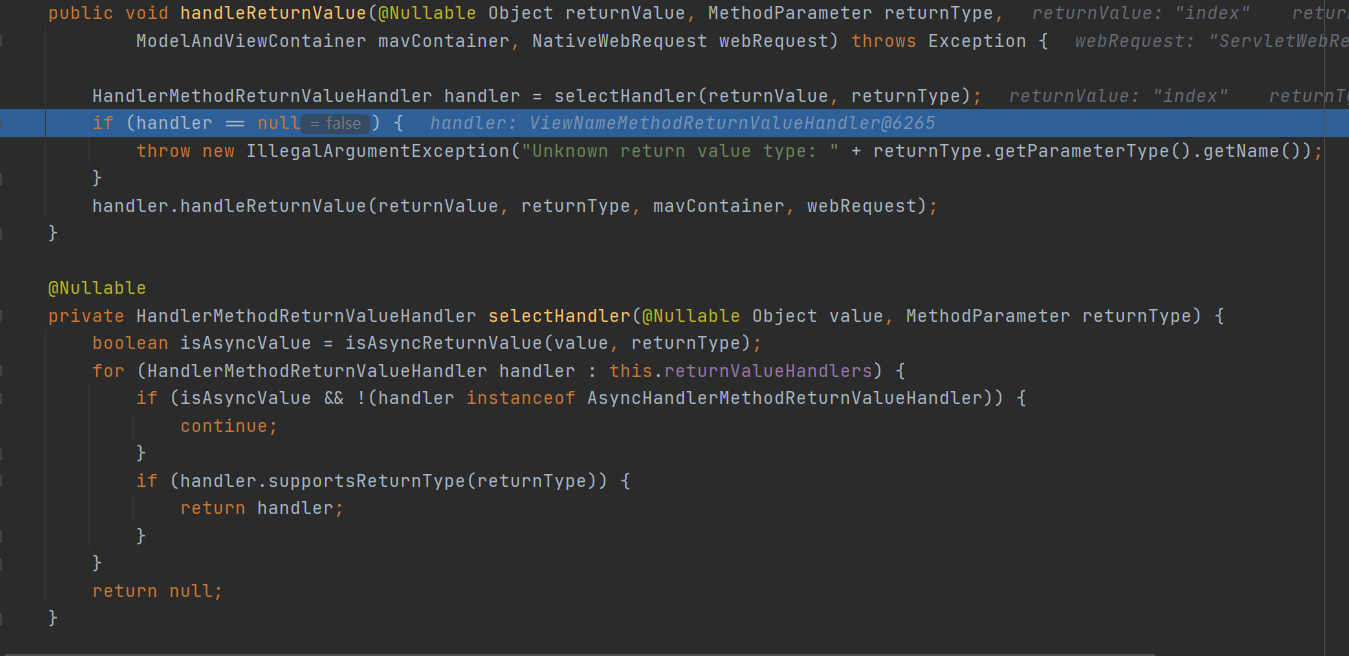 public void handleReturnValue(@Nullable Object returnValue, MethodParameter returnType,   returnValue: "index"    retur
        ModelAndViewContainer mavContainer, NativeWebRequest webRequest) throws Exception {   webRequest: "ServletWebRe
    HandlerMethodReturnValueHandler handler = selectHandler(returnValue, returnType);   returnValue: "index"    returnT
    if (handler == null = false ) {   handler: ViewNameMethodReturnValueHandler@6265
        throw new IllegalArgumentException("Unknown return value type: " + returnType.getParameterType().getName());
    }
    handler.handleReturnValue(returnValue, returnType, mavContainer, webRequest);
}
@Nullable
private HandlerMethodReturnValueHandler selectHandler(@Nullable Object value, MethodParameter returnType) {
    boolean isAsyncValue = isAsyncReturnValue(value, returnType);
    for (HandlerMethodReturnValueHandler handler : this.returnValueHandlers) {
        if (isAsyncValue && !(handler instanceof AsyncHandlerMethodReturnValueHandler)) {
            continue;
        }
        if (handler.supportsReturnType(returnType)) {
            return handler;
        }
    }
    return null;
}